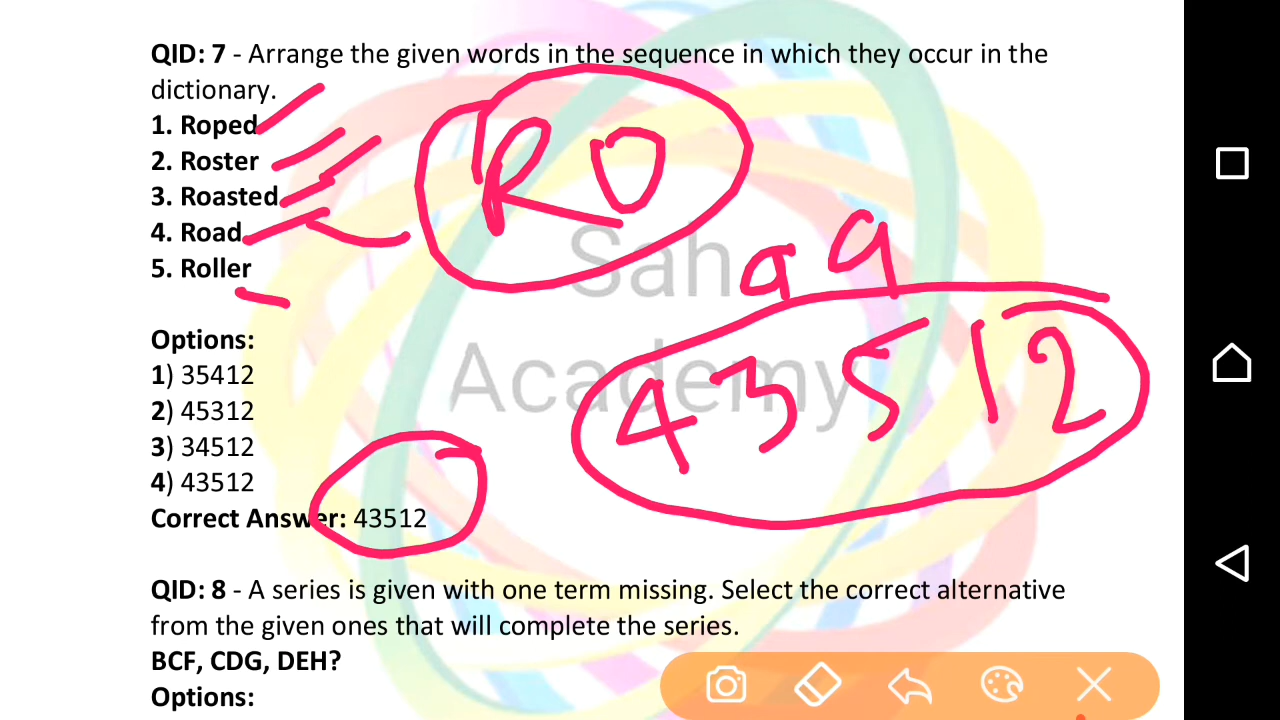 QID: 7 - Arrange the given words in the sequence in which they occur in the
dictionary.
1. Roped
2. Roster
3. Roasted
4. Road
5. Roller
RO
Saha
Academy
a a
43512
Options:
1) 35412
2) 45312
3) 34512
4) 43512
Correct Answer: 43512
QID: 8 - A series is given with one term missing. Select the correct alternative
from the given ones that will complete the series.
BCF, CDG, DEH?
Options: